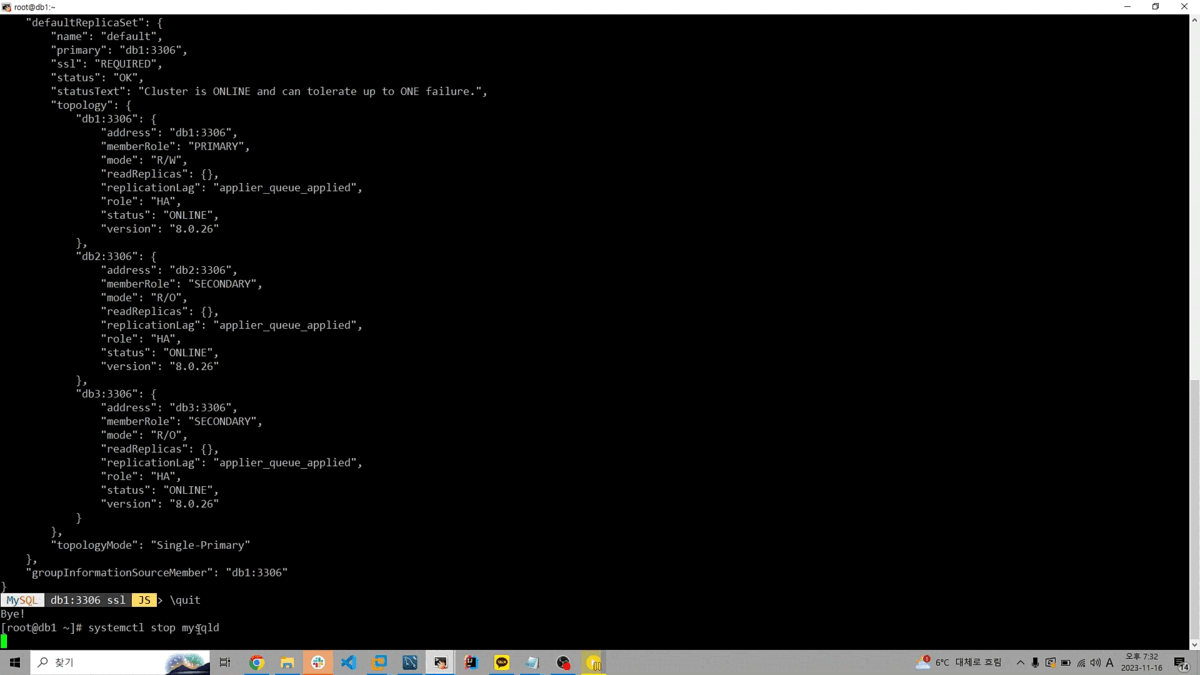 root@db1:~
    "defaultReplicaSet": {
        "name": "default",
        "primary": "db1:3306",
        "ssl": "REQUIRED",
        "status": "OK",
        "statusText": "Cluster is ONLINE and can tolerate up to ONE failure.",
        "topology": {
            "db1:3306": {
                "address": "db1:3306",
                "memberRole": "PRIMARY",
                "mode": "R/W",
                "readReplicas": {},
                "replicationLag": "applier_queue_applied",
                "role": "HA",
                "status": "ONLINE",
                "version": "8.0.26"
            },
            "db2:3306": {
                "address": "db2:3306",
                "memberRole": "SECONDARY",
                "mode": "R/O",
                "readReplicas": {},
                "replicationLag": "applier_queue_applied",
                "role": "HA",
                "status": "ONLINE",
                "version": "8.0.26"
            },
            "db3:3306": {
                "address": "db3:3306",
                "memberRole": "SECONDARY",
                "mode": "R/O",
                "readReplicas": {},
                "replicationLag": "applier_queue_applied",
                "role": "HA",
                "status": "ONLINE",
                "version": "8.0.26"
            }
        },
        "topologyMode": "Single-Primary"
    },
    "groupInformationSourceMember": "db1:3306"
}
MySQL db1:3306 ssl JS > \quit
Bye!
[root@db1 ~]# systemctl stop mysqld
찾기
1
6°C 대체로 흐림
A
오후 7:32
2023-11-16
14